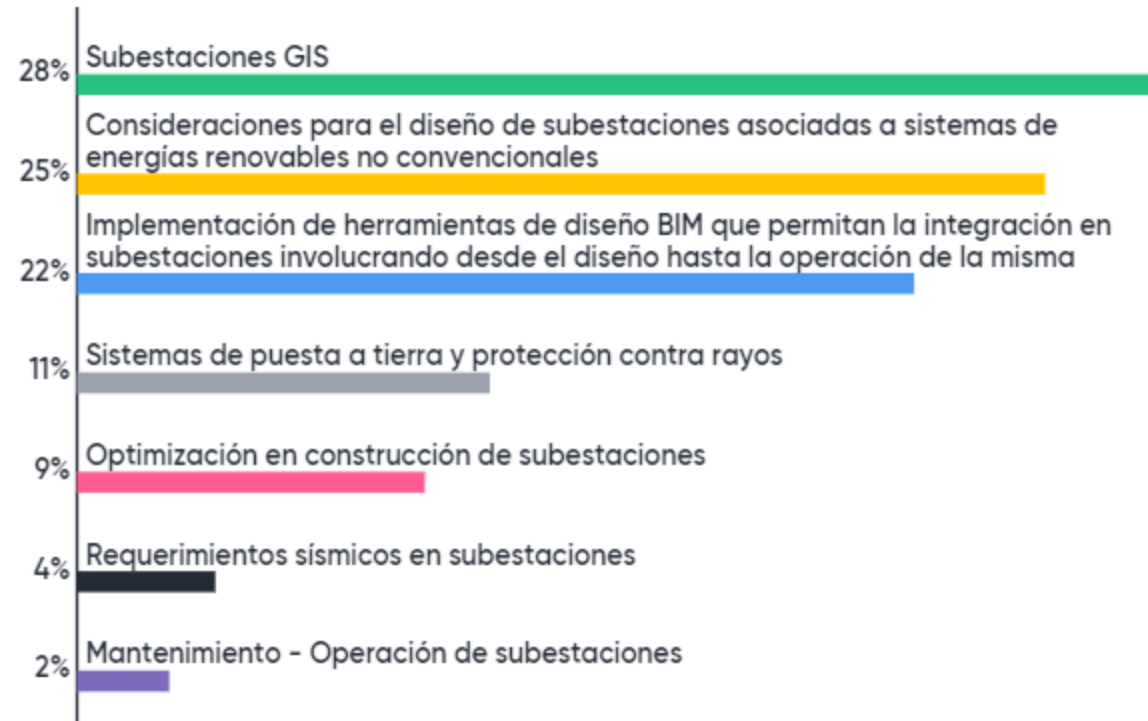 Subestaciones GIS
28%
Consideraciones para el diseño de subestaciones asociadas a sistemas de
energías renovables no convencionales
25%
Implementación de herramientas de diseño BIM que permitan la integración en
subestaciones involucrando desde el diseño hasta la operación de la misma
22%
Sistemas de puesta a tierra y protección contra rayos
11%
Optimización en construcción de subestaciones
9%
Requerimientos sísmicos en subestaciones
4%
Mantenimiento - Operación de subestaciones
2%